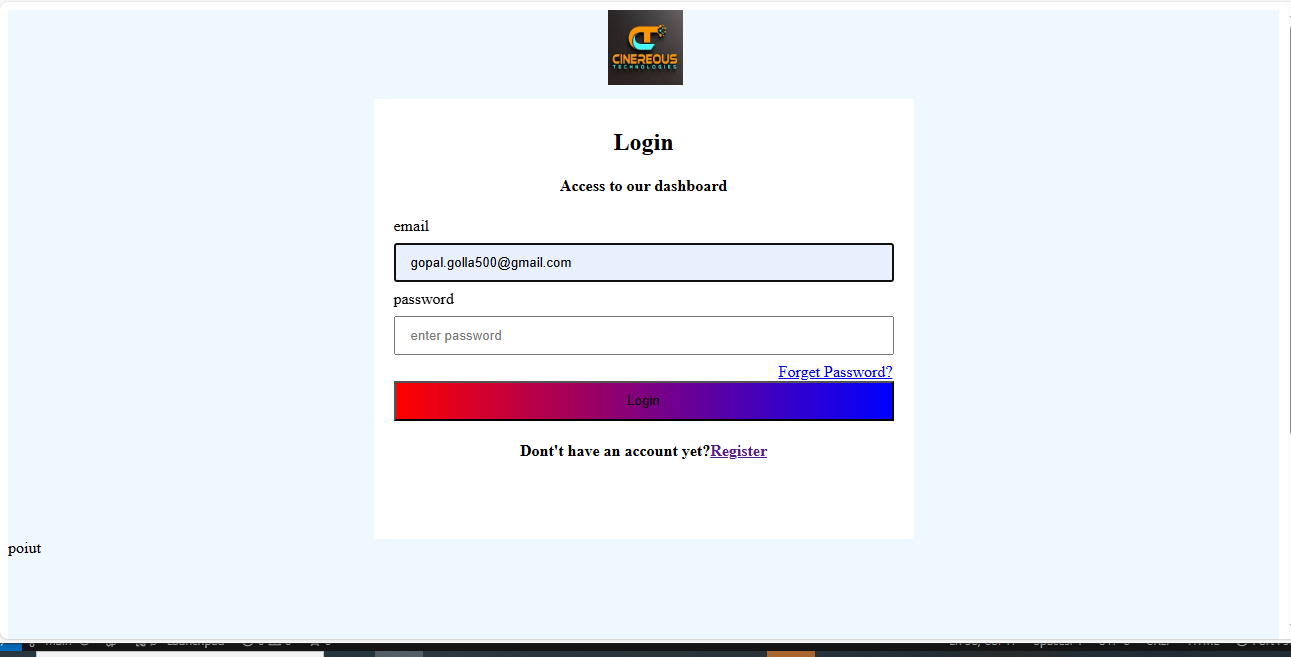 CINEREOUS
TECHNOLOGIES
Login
Access to our dashboard
email
gopal.golla500@gmail.com
password
enter password
Forget Password?
Login
Dont't have an account yet?Register
poiut